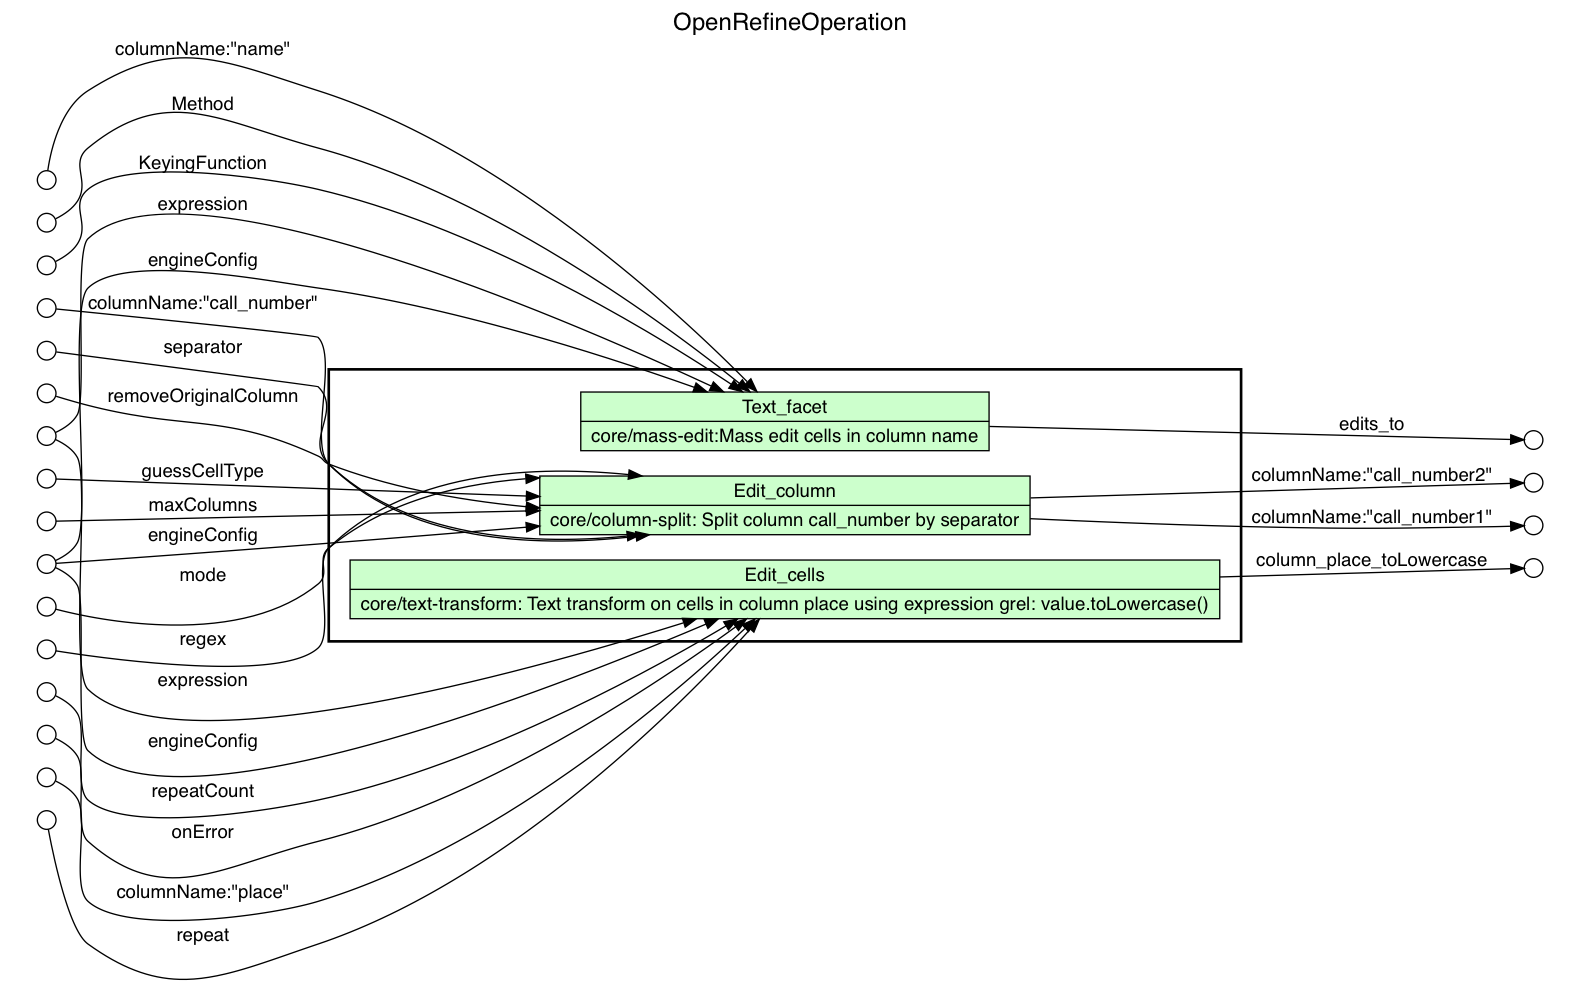 OpenRefineOperation
columnName:"name"
Method
KeyingFunction
expression
engineConfig
columnName:"call_number"
separator
removeOriginalColumn
guessCellType
maxColumns
engineConfig
mode
regex
expression
engineConfig
repeatCount
onError
columnName:"place"
repeat
Text_facet
core/mass-edit:Mass edit cells in column name
Edit_column
core/column-split: Split column call_number by separator
Edit_cells
core/text-transform: Text transform on cells in column place using expression grel: value.toLowercase()
edits_to
columnName:"call_number2"
columnName:"call_number1"
column_place_toLowercase